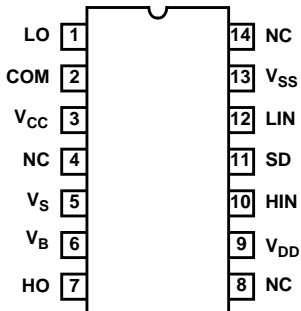 LO 1 14 NC
COM 2 13 VSS
VCC 3 12 LIN
NC 4 11 SD
VS 5 10 HIN
VB 6 9 VDD
HO 7 8 NC